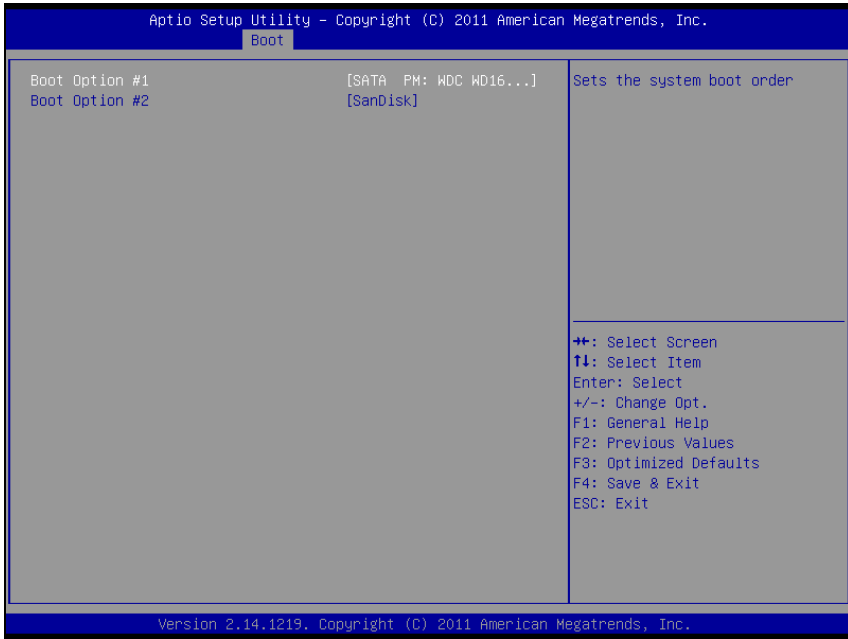 Aptio Setup Utility – Copyright (C) 2011 American Megatrends, Inc.
Boot
Boot Option #1 [SATA PM: WDC WD16...]
Boot Option #2 [SanDisk]
Sets the system boot order
→←: Select Screen
↑↓: Select Item
Enter: Select
+/-: Change Opt.
F1: General Help
F2: Previous Values
F3: Optimized Defaults
F4: Save & Exit
ESC: Exit
Version 2.14.1219. Copyright (C) 2011 American Megatrends, Inc.